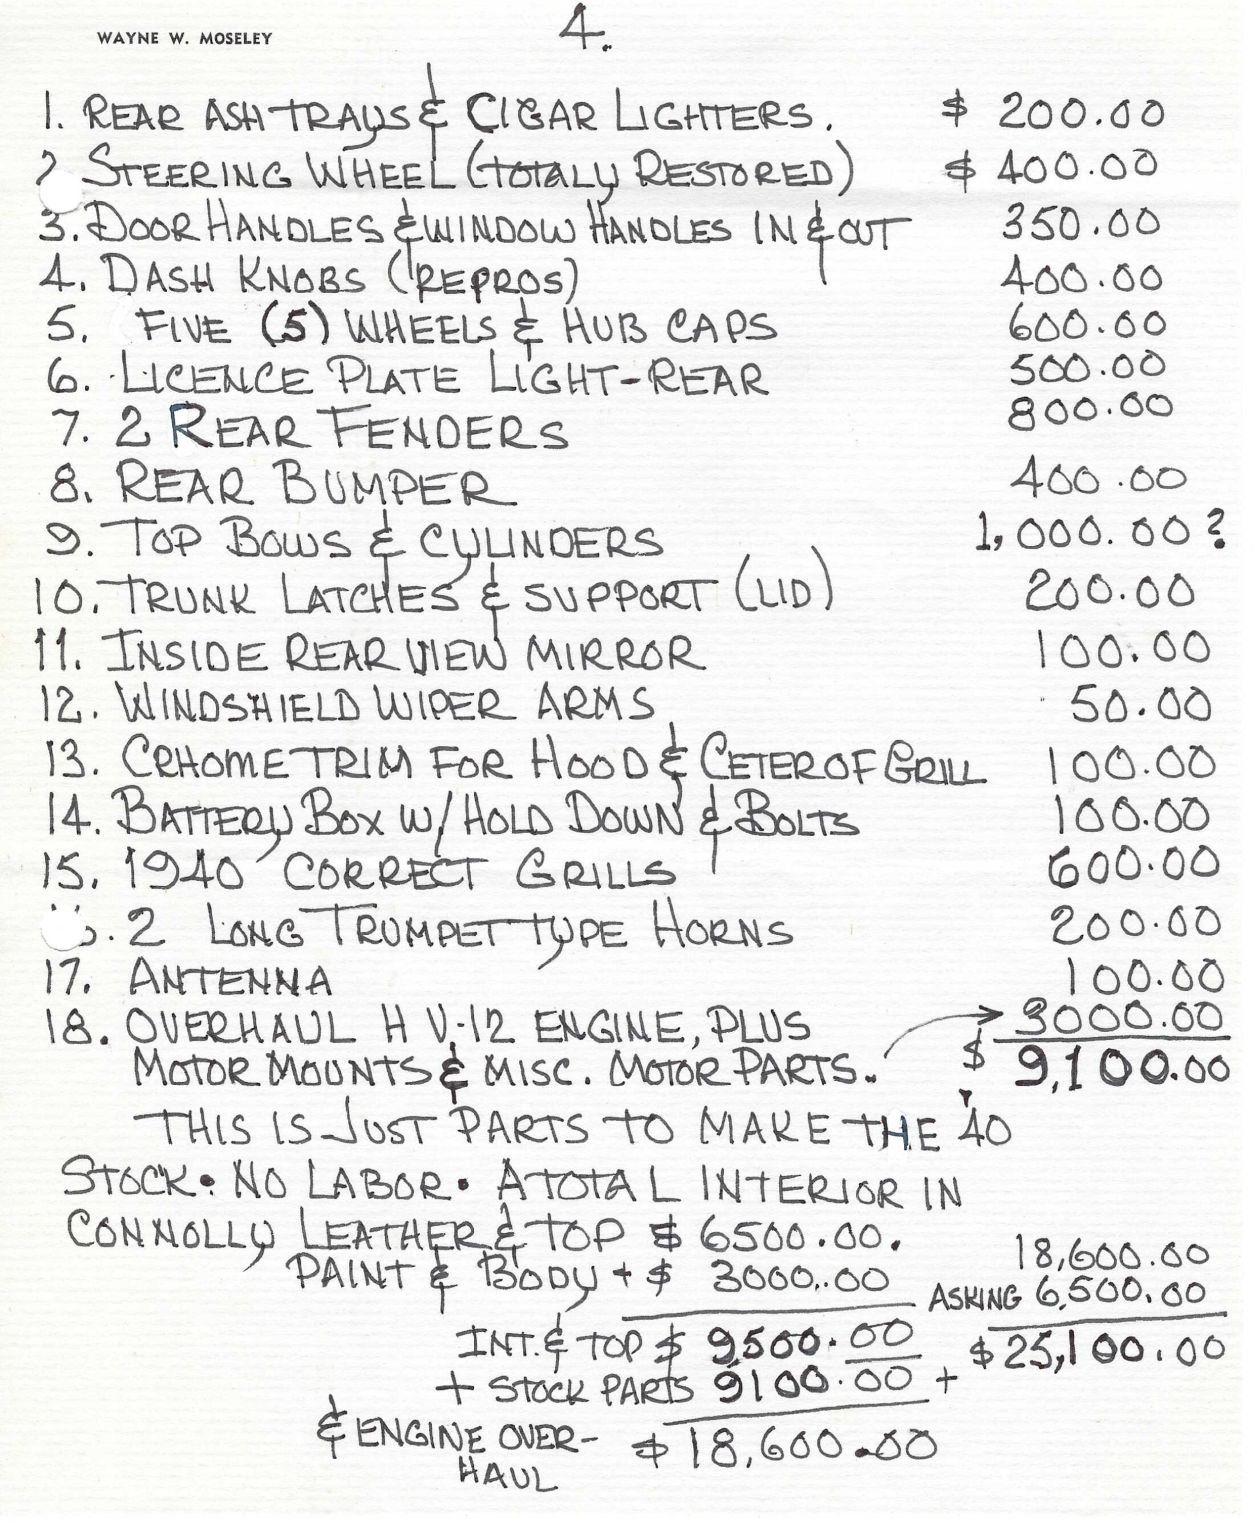 WAYNE W. MOSELEY
4.
1. REAR ASH TRAYS & CIGAR LIGHTERS. $ 200.00
2 STEERING WHEEL (TOTALY RESTORED) $ 400.00
3. DOOR HANDLES & WINDOW HANDLES IN & OUT 350.00
4. DASH KNOBS (REPROS) 400.00
5. FIVE (5) WHEELS & HUB CAPS 600.00
6. LICENCE PLATE LIGHT-REAR 500.00
7. 2 REAR FENDERS 800.00
8. REAR BUMPER 400.00
9. TOP BOWS & CYLINDERS 1,000.00?
10. TRUNK LATCHES & SUPPORT (LID) 200.00
11. INSIDE REAR VIEW MIRROR 100.00
12. WINDSHIELD WIPER ARMS 50.00
13. CRHOME TRIM FOR HOOD & CETER OF GRILL 100.00
14. BATTERY BOX W/HOLD DOWN & BOLTS 100.00
15. 1940 CORRECT GRILLS 600.00
. 2 LONG TRUMPET TYPE HORNS 200.00
17. ANTENNA 100.00
18. OVERHAUL H V-12 ENGINE, PLUS 3000.00
MOTOR MOUNTS & MISC. MOTOR PARTS. $ 9,100.00
THIS IS JUST PARTS TO MAKE THE '40
STOCK. NO LABOR. A TOTAL INTERIOR IN
CONNOLLY LEATHER & TOP $ 6500.00. 18,600.00
PAINT & BODY + $ 3000.00 ASKING 6,500.00
INT. & TOP $ 9,500.00 $25,100.00
+ STOCK PARTS 9100.00 +
& ENGINE OVER- $ 18,600.00
HAUL